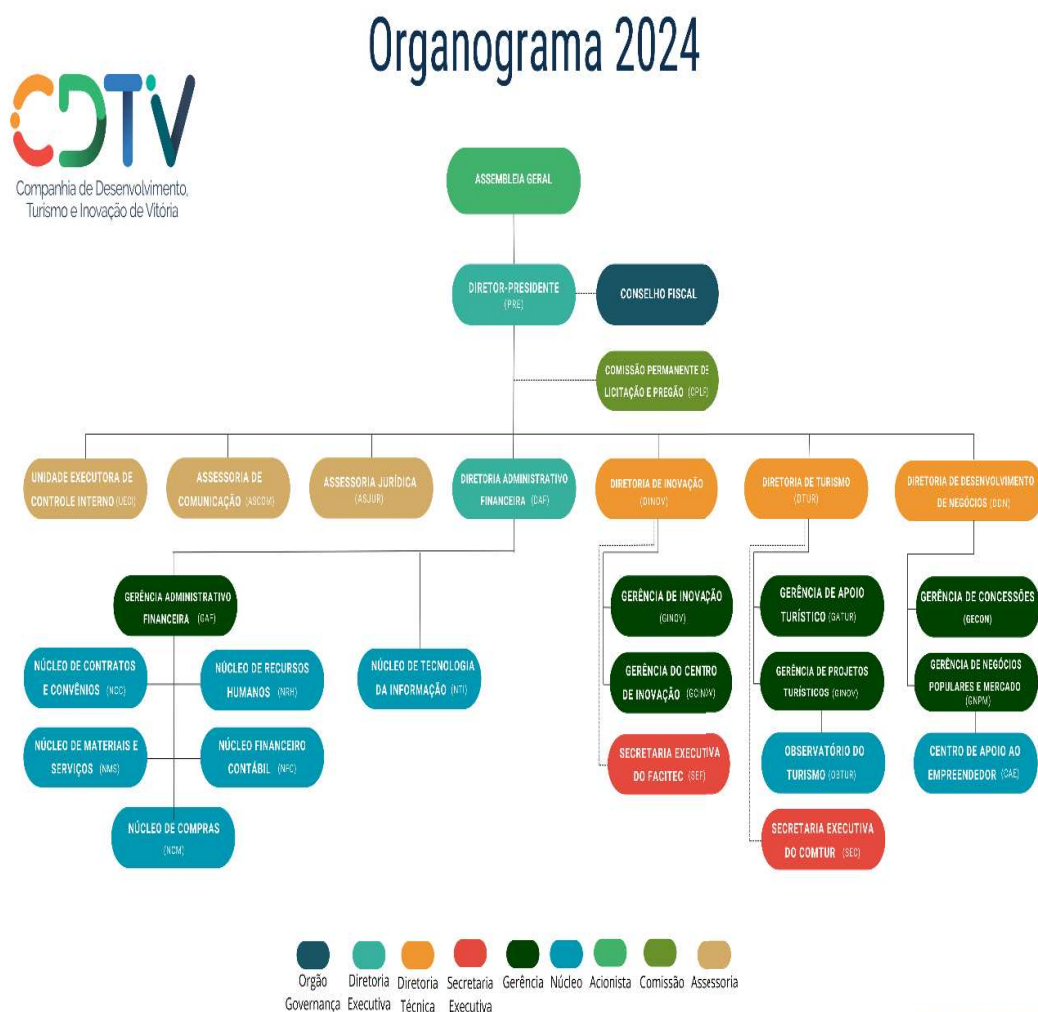 Organograma 2024
CDTIV
Companhia de Desenvolvimento,
Turismo e Inovação de Vitória
ASSEMBLEIA GERAL
DIRETOR-PRESIDENTE
(PRE)
CONSELHO FISCAL
COMISSÃO PERMANENTE DE
LICITAÇÃO E PREGÃO (CPLP)
UNIDADE EXECUTORA DE
CONTROLE INTERNO (UECI)
ASSESSORIA DE
COMUNICAÇÃO (ASCOM)
ASSESSORIA JURÍDICA
(ASJUR)
DIRETORIA ADMINISTRATIVO
FINANCEIRA (DAF)
DIRETORIA DE INOVAÇÃO
(DINOV)
DIRETORIA DE TURISMO
(DTUR)
DIRETORIA DE DESENVOLVIMENTO
DE NEGÓCIOS (DDN)
GERÊNCIA ADMINISTRATIVO
FINANCEIRA (GAF)
NÚCLEO DE CONTRATOS
E CONVÊNIOS (NCC)
NÚCLEO DE RECURSOS
HUMANOS (NRH)
NÚCLEO DE MATERIAIS E
SERVIÇOS (NMS)
NÚCLEO FINANCEIRO
CONTÁBIL (NFC)
NÚCLEO DE COMPRAS
(NCM)
NÚCLEO DE TECNOLOGIA
DA INFORMAÇÃO (NTI)
GERÊNCIA DE INOVAÇÃO
(GINOV)
GERÊNCIA DO CENTRO
DE INOVAÇÃO (GCINOV)
SECRETARIA EXECUTIVA
DO FACITEC (SEF)
GERÊNCIA DE APOIO
TURÍSTICO (GATUR)
GERÊNCIA DE PROJETOS
TURÍSTICOS (GINOV)
OBSERVATÓRIO DO
TURISMO (OBTUR)
SECRETARIA EXECUTIVA
DO COMTUR (SEC)
GERÊNCIA DE CONCESSÕES
(GECON)
GERÊNCIA DE NEGÓCIOS
POPULARES E MERCADO
(GNPM)
CENTRO DE APOIO AO
EMPREENDEDOR (CAE)
Orgão
Governança
Diretoria
Executiva
Diretoria
Técnica
Secretaria
Executiva
Gerência
Núcleo
Acionista
Comissão
Assessoria